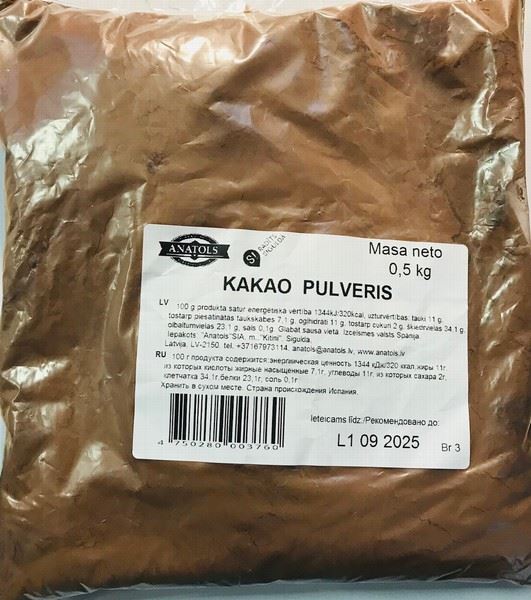 ANATOLS
S!
RADĪTS
SIGULDĀ
Masa neto
0,5 kg
KAKAO PULVERIS
LV 100 g produkta satur enerģētiskā vērtība 1344kJ/320kcal, uzturvērtības: tauki 11 g,
tostarp piesātinātās taukskābes 7,1 g, ogļhidrāti 11 g, tostarp cukuri 2 g, šķiedrvielas 34,1 g,
olbaltumvielas 23,1 g, sāls 0,1g. Glabāt sausā vietā. Izcelsmes valsts Spānija.
Iepakots: "Anatols"SIA, m. "Kitiņi", Sigulda,
Latvija, LV-2150, tel. +37167973114, anatols@anatols.lv, www.anatols.lv
RU 100 г продукта содержится: энергическая ценность 1344 кДж/320 ккал, жиры 11г,
из которых кислоты жирные насыщенные 7,1г, углеводы 11г, из которых сахара 2г,
клетчатка 34,1г, белки 23,1г, соль 0,1г.
Хранить в сухом месте. Страна происхождения Испания.
4 750280 003760
Ieteicams līdz:/Рекомендовано до:
L1 09 2025
Br 3